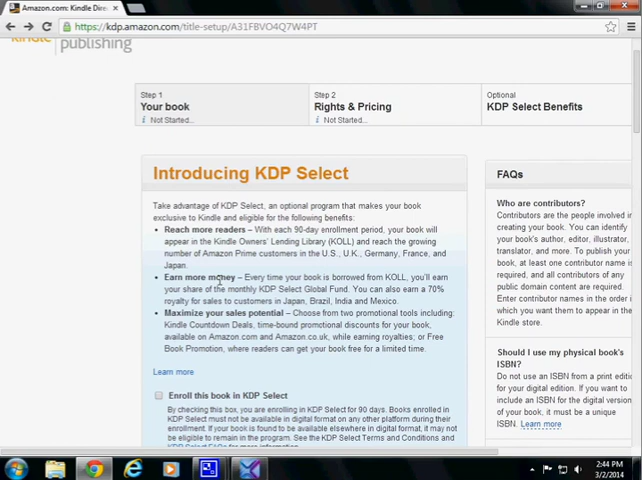 Amazon.com: Kindle Dire
https://kdp.amazon.com/title-setup/A31FBVO4Q7W4PT
kindle
publishing
Step 1
Your book
Not Started...
Step 2
Rights & Pricing
Not Started...
Optional
KDP Select Benefits
Introducing KDP Select
Take advantage of KDP Select, an optional program that makes your
book exclusive to Kindle and eligible for the following benefits:
• Reach more readers – With each 90-day enrollment period, your book will
appear in the Kindle Owners' Lending Library (KOLL) and reach the growing
number of Amazon Prime customers in the U.S., U.K., Germany, France, and
Japan.
• Earn more money – Every time your book is borrowed from KOLL, you'll earn
your share of the monthly KDP Select Global Fund. You can also earn a 70%
royalty for sales to customers in Japan, Brazil, India and Mexico.
• Maximize your sales potential – Choose from two promotional tools including:
Kindle Countdown Deals, time-bound promotional discounts for your book,
available on Amazon.com and Amazon.co.uk, while earning royalties; or Free
Book Promotion, where readers can get your book free for a limited time.
Learn more
Enroll this book in KDP Select
By checking this box, you are enrolling in KDP Select for 90 days. Books enrolled in
KDP Select must not be available in digital format on any other platform during their
enrollment. If your book is found to be available elsewhere in digital format, it may not
be eligible to remain in the program. See the KDP Select Terms and Conditions and
KDP Select FAQs for more information.
FAQs
Who are contributors?
Contributors are the people involved i
creating your book. You can identify
your book's author, editor, illustrator,
translator, and more. To publish your
book, at least one contributor name is
required, and all contributors of any
public domain content are required.
Enter contributor names in the order i
which you want them to appear in the
Kindle store.
Should I use my physical book's
ISBN?
Do not use an ISBN from a print editi
for your digital edition. If you want to
include an ISBN for the digital edition
of your book, it must be a unique
ISBN. Learn more
2:44 PM
3/2/2014